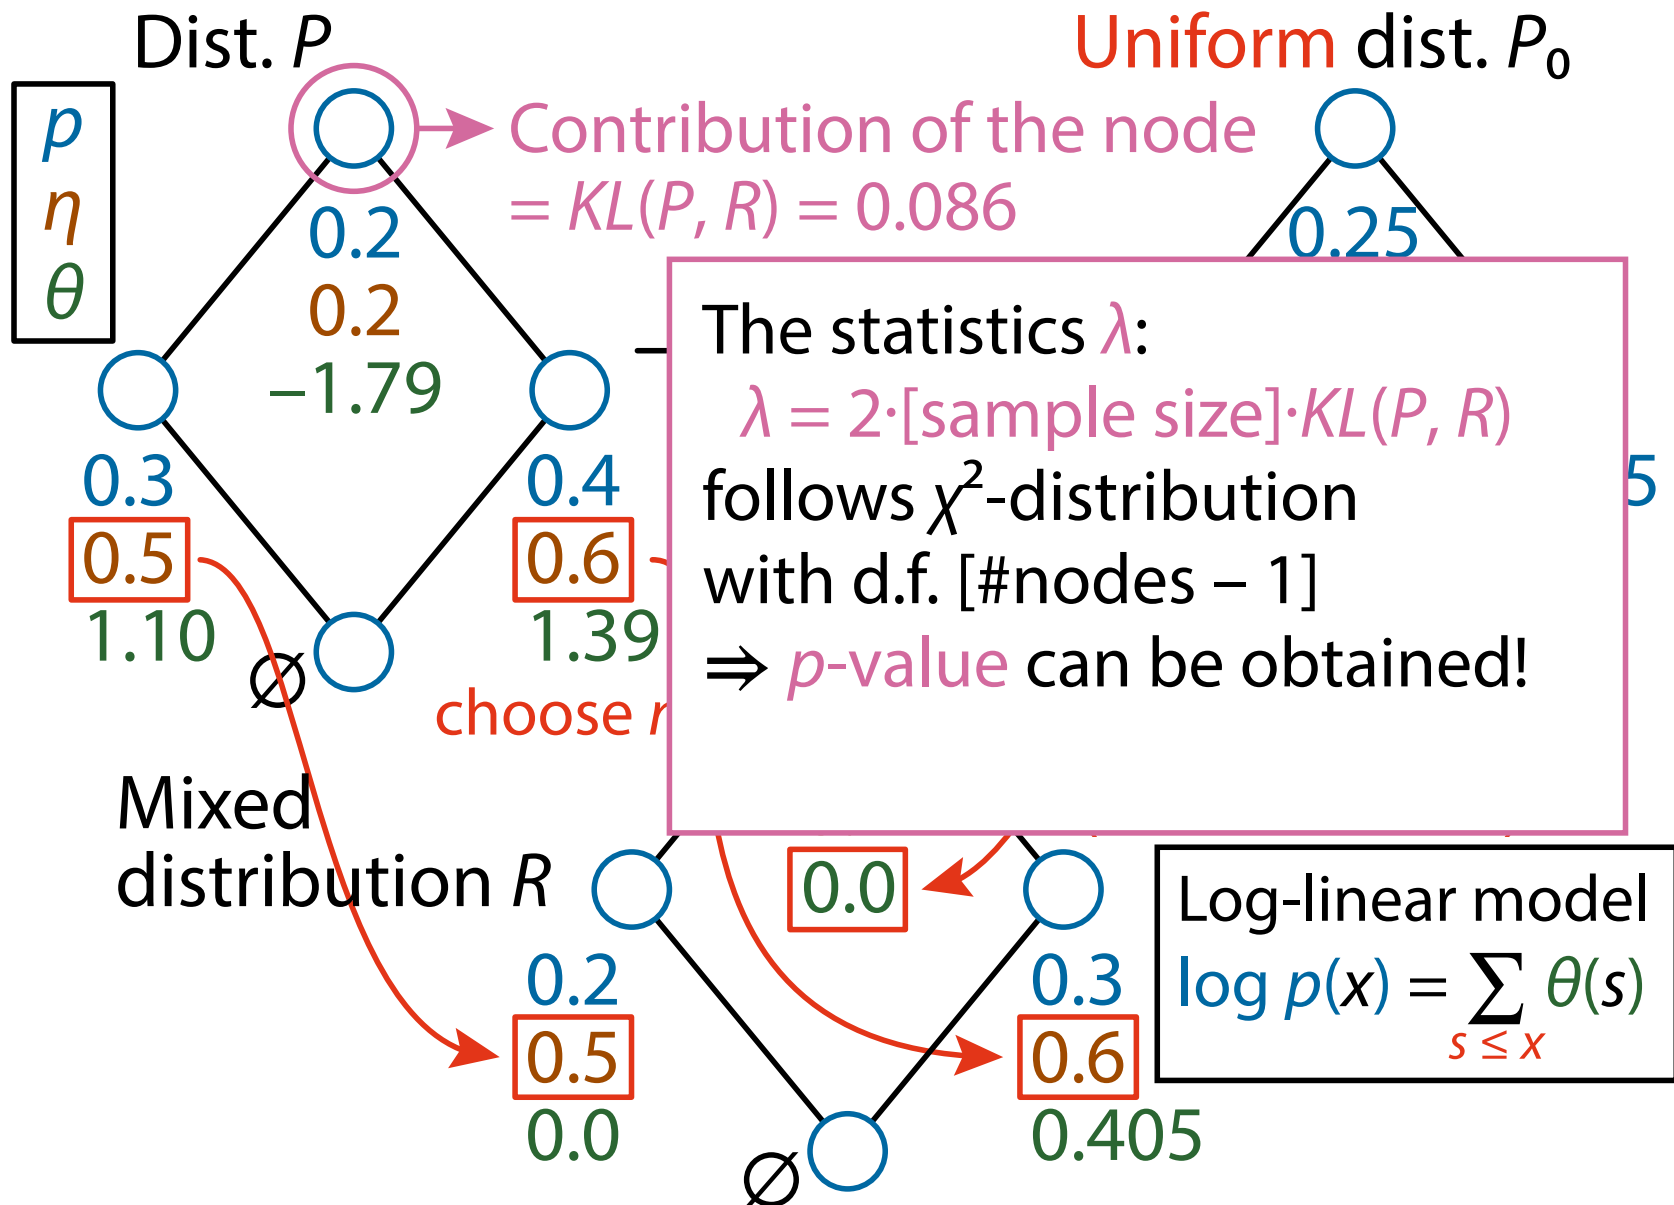 Dist. P
Uniform dist. P₀
p
η
θ
Contribution of the node
= KL(P, R) = 0.086
0.2
0.2
−1.79
0.25
0.3
0.5
1.10
0.4
0.6
1.39
∅
The statistics λ:
λ = 2·[sample size]·KL(P, R)
follows χ²-distribution
with d.f. [#nodes − 1]
⇒ p-value can be obtained!
5
choose
Mixed
distribution R
0.0
0.2
0.5
0.0
0.3
0.6
0.405
∅
Log-linear model
log p(x) = ∑ θ(s)
s ≤ x